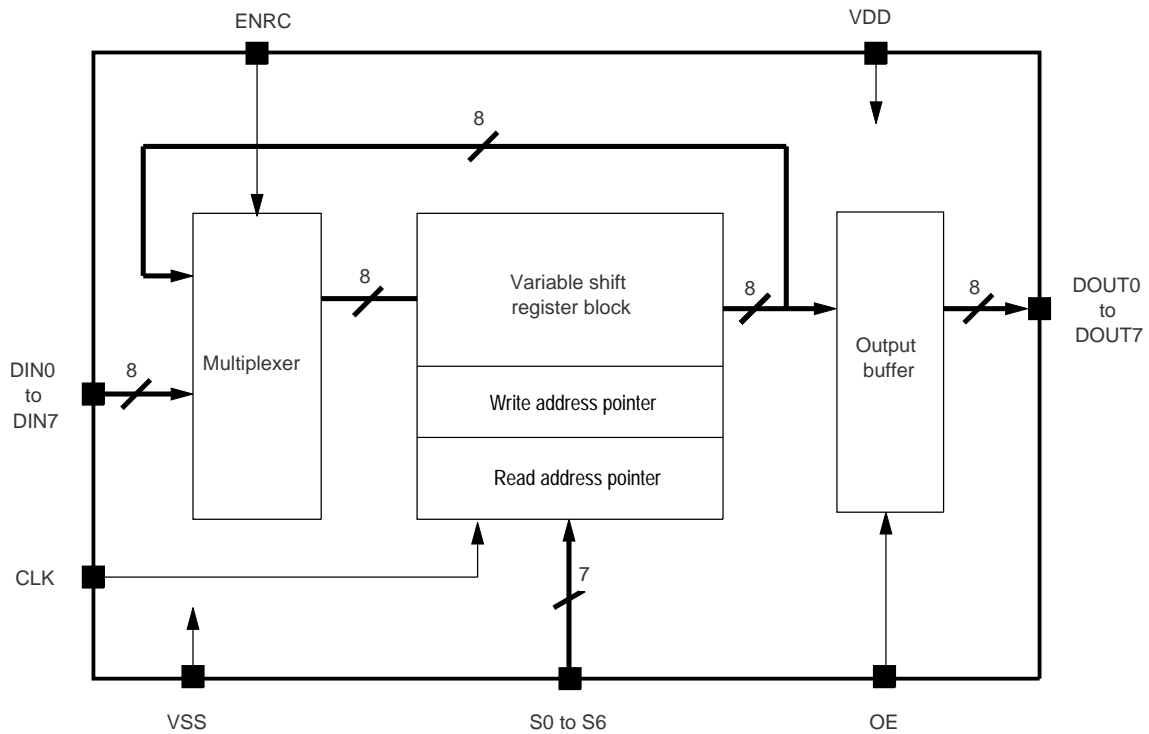 ENRC
VDD
8
8
Variable shift
register block
8
8
DOUT0
to
DOUT7
Multiplexer
Output
buffer
DIN0
to
DIN7
8
Write address pointer
Read address pointer
CLK
7
VSS
S0 to S6
OE